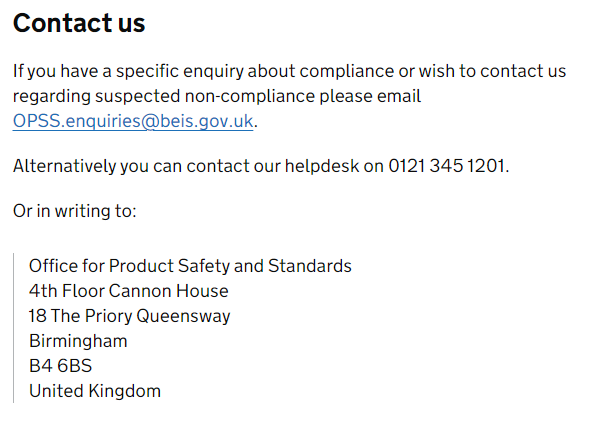 Contact us
If you have a specific enquiry about compliance or wish to contact us
regarding suspected non-compliance please email
OPSS.enquiries@beis.gov.uk.
Alternatively you can contact our helpdesk on 0121 345 1201.
Or in writing to:
Office for Product Safety and Standards
4th Floor Cannon House
18 The Priory Queensway
Birmingham
B4 6BS
United Kingdom